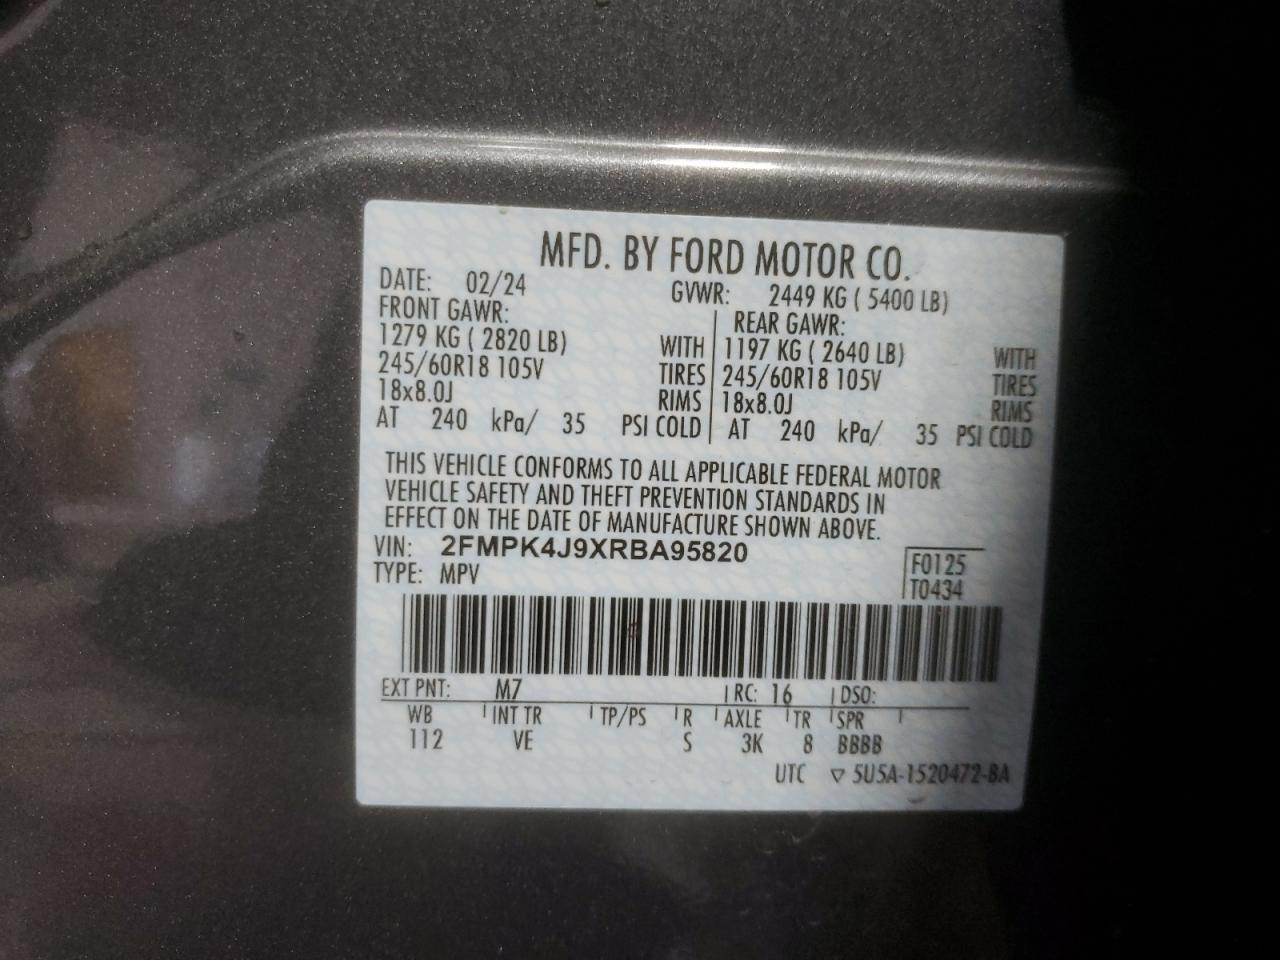 MFD. BY FORD MOTOR CO.
DATE: 02/24 GVWR: 2449 KG ( 5400 LB)
FRONT GAWR: REAR GAWR:
1279 KG ( 2820 LB) WITH 1197 KG ( 2640 LB) WITH
245/60R18 105V TIRES 245/60R18 105V TIRES
18x8.0J RIMS 18x8.0J RIMS
AT 240 kPa/ 35 PSI COLD AT 240 kPa/ 35 PSI COLD
THIS VEHICLE CONFORMS TO ALL APPLICABLE FEDERAL MOTOR
VEHICLE SAFETY AND THEFT PREVENTION STANDARDS IN
EFFECT ON THE DATE OF MANUFACTURE SHOWN ABOVE.
VIN: 2FMPK4J9XRBA95820 F0125
TYPE: MPV T0434
EXT PNT: M7 RC: 16 DSO:
WB INT TR TP/PS R AXLE TR SPR
112 VE S 3K 8 BBBB
UTC ▽ 5U5A-1520472-BA